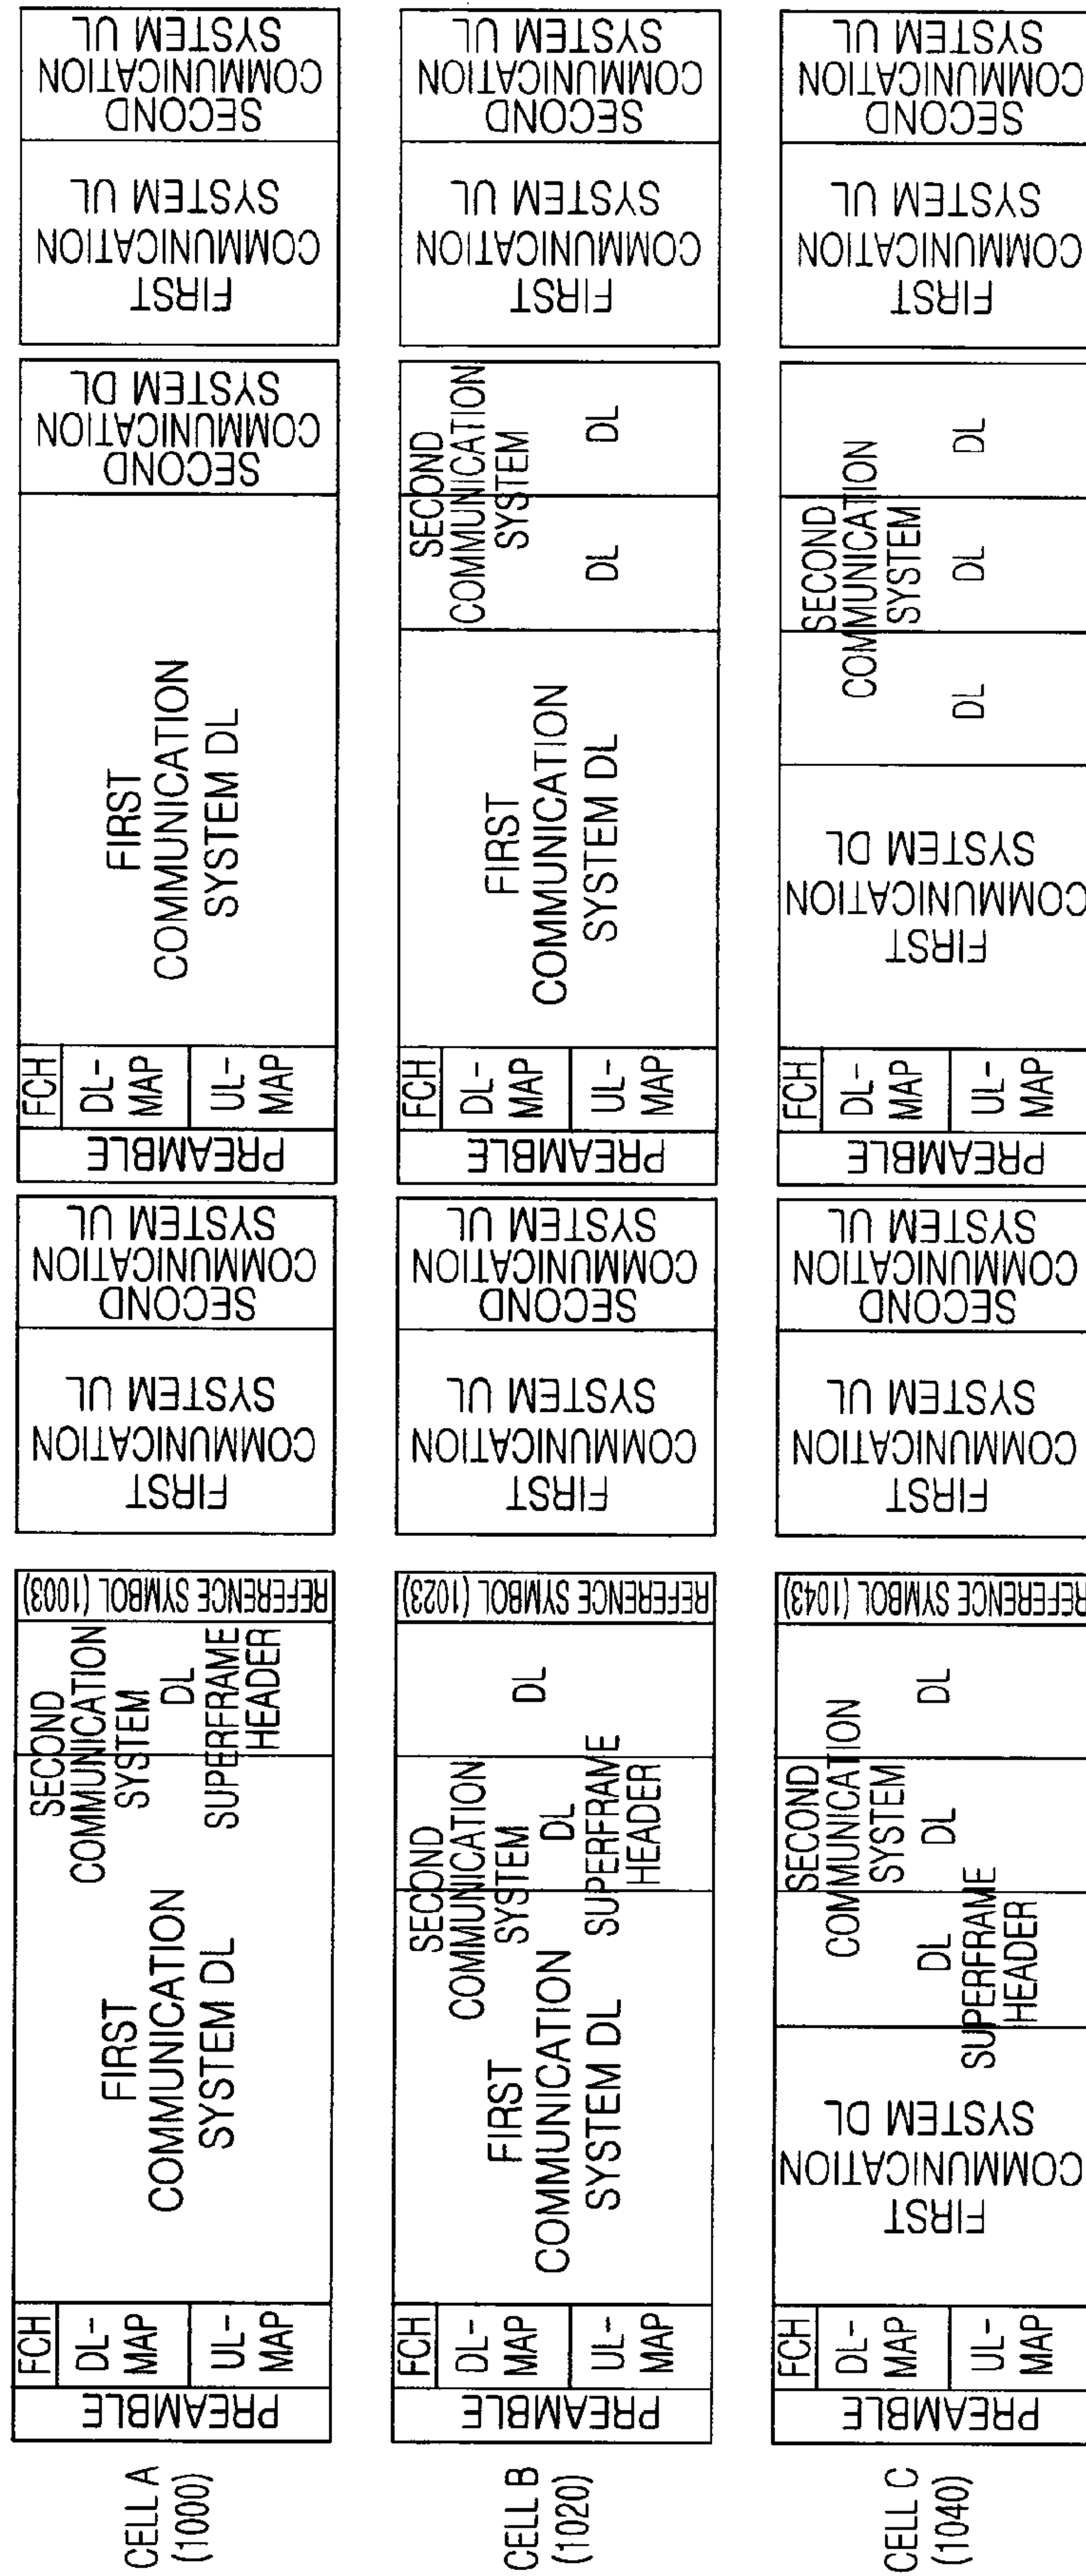 CELL A
(1000)
PREAMBLE
FCH
DL-
MAP
UL-
MAP
FIRST
COMMUNICATION
SYSTEM DL
SECOND
COMMUNICATION
SYSTEM
DL
SUPERFRAME
HEADER
REFERENCE SYMBOL (1003)
FIRST
COMMUNICATION
SYSTEM UL
SECOND
COMMUNICATION
SYSTEM UL
PREAMBLE
FCH
DL-
MAP
UL-
MAP
FIRST
COMMUNICATION
SYSTEM DL
SECOND
COMMUNICATION
SYSTEM DL
FIRST
COMMUNICATION
SYSTEM UL
SECOND
COMMUNICATION
SYSTEM UL
CELL B
(1020)
PREAMBLE
FCH
DL-
MAP
UL-
MAP
FIRST
COMMUNICATION
SYSTEM DL
SECOND
COMMUNICATION
SYSTEM
DL
SUPERFRAME
HEADER
DL
REFERENCE SYMBOL (1023)
FIRST
COMMUNICATION
SYSTEM UL
SECOND
COMMUNICATION
SYSTEM UL
PREAMBLE
FCH
DL-
MAP
UL-
MAP
FIRST
COMMUNICATION
SYSTEM DL
SECOND
COMMUNICATION
SYSTEM
DL
DL
FIRST
COMMUNICATION
SYSTEM UL
SECOND
COMMUNICATION
SYSTEM UL
CELL C
(1040)
PREAMBLE
FCH
DL-
MAP
UL-
MAP
FIRST
COMMUNICATION
SYSTEM DL
SECOND
COMMUNICATION
SYSTEM
DL
SUPERFRAME
HEADER
DL
DL
REFERENCE SYMBOL (1043)
FIRST
COMMUNICATION
SYSTEM UL
SECOND
COMMUNICATION
SYSTEM UL
PREAMBLE
FCH
DL-
MAP
UL-
MAP
FIRST
COMMUNICATION
SYSTEM DL
SECOND
COMMUNICATION
SYSTEM
DL
DL
DL
FIRST
COMMUNICATION
SYSTEM UL
SECOND
COMMUNICATION
SYSTEM UL